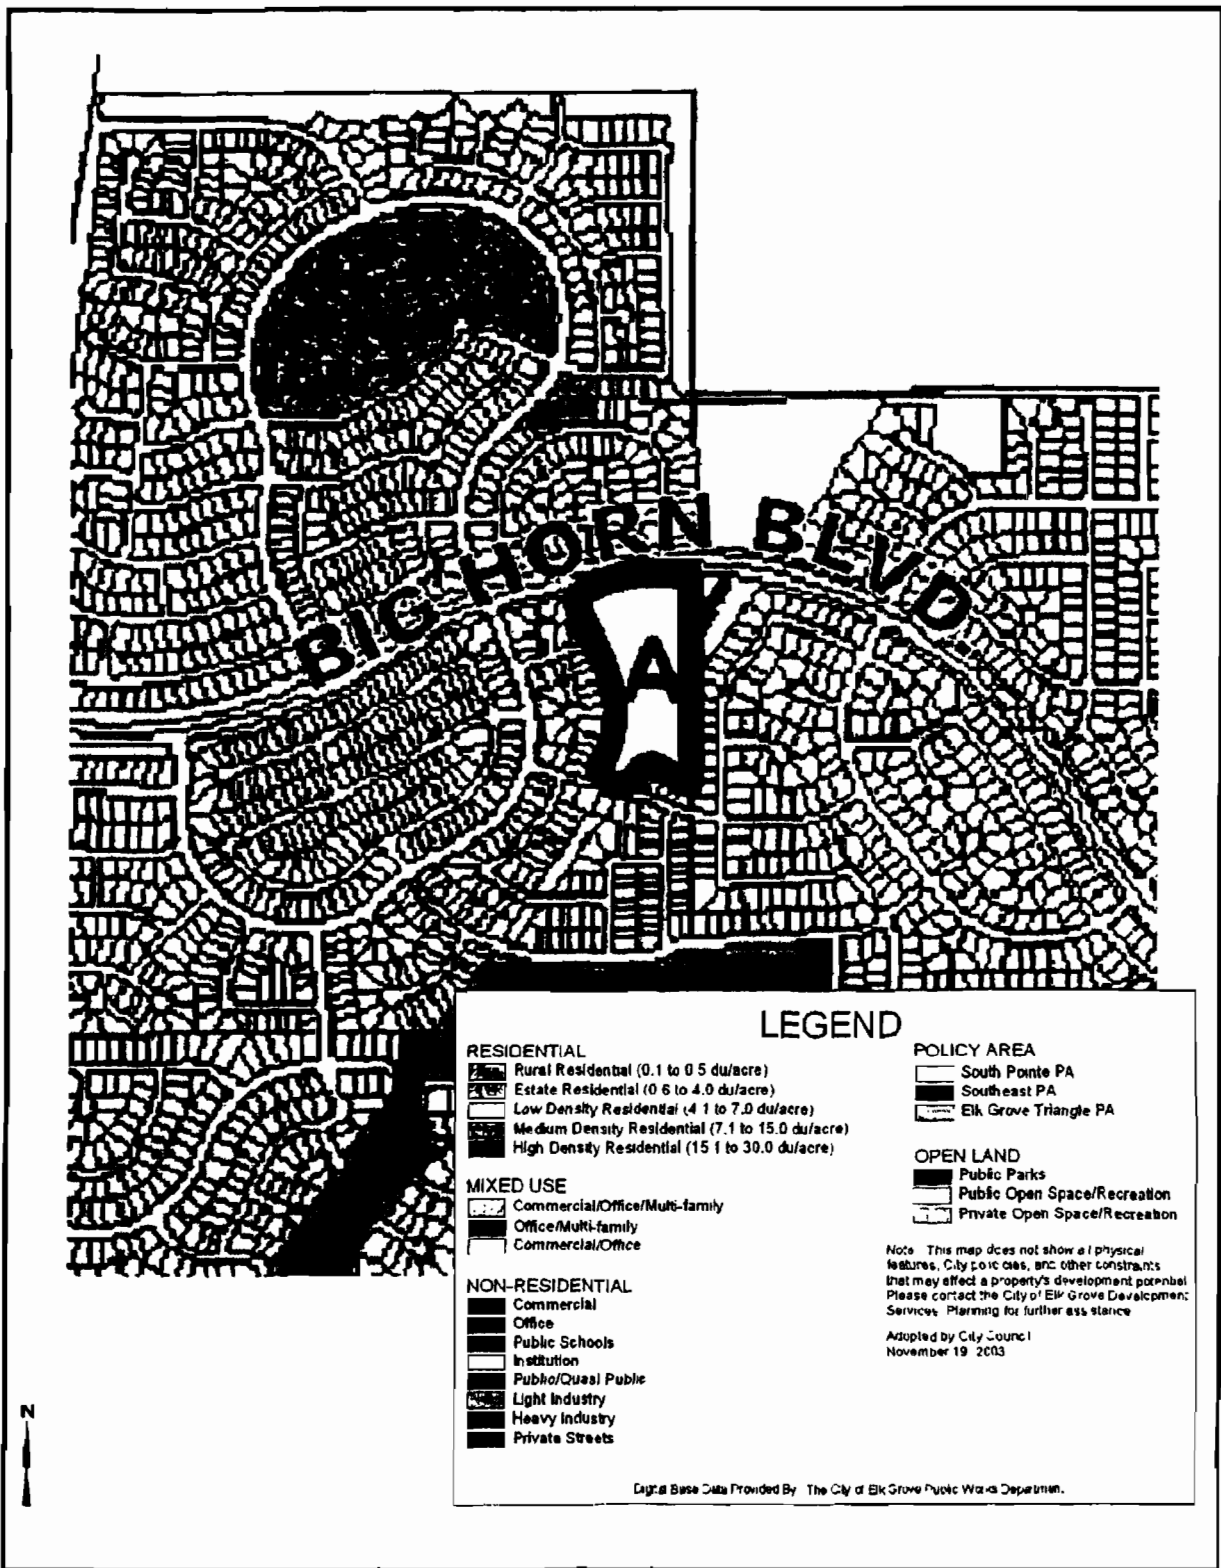 BIG HORN BLVD.
A
LEGEND
RESIDENTIAL
Rural Residential (0.1 to 0 5 du/acre)
Estate Residential (0 6 to 4.0 du/acre)
Low Density Residential (4 1 to 7.0 du/acre)
Medium Density Residential (7.1 to 15.0 du/acre)
High Density Residential (15 1 to 30.0 du/acre)
MIXED USE
Commercial/Office/Multi-family
Office/Multi-family
Commercial/Office
NON-RESIDENTIAL
Commercial
Office
Public Schools
Institution
Public/Quasi Public
Light Industry
Heavy Industry
Private Streets
POLICY AREA
South Pointe PA
Southeast PA
Elk Grove Triangle PA
OPEN LAND
Public Parks
Public Open Space/Recreation
Private Open Space/Recreation
Note This map does not show all physical
features, City policies, and other constraints
that may effect a property's development potential
Please contact the City of Elk Grove Development
Services Planning for further assistance
Adopted by City Council
November 19 2003
N
Digital Base Data Provided By The City of Elk Grove Public Works Department.